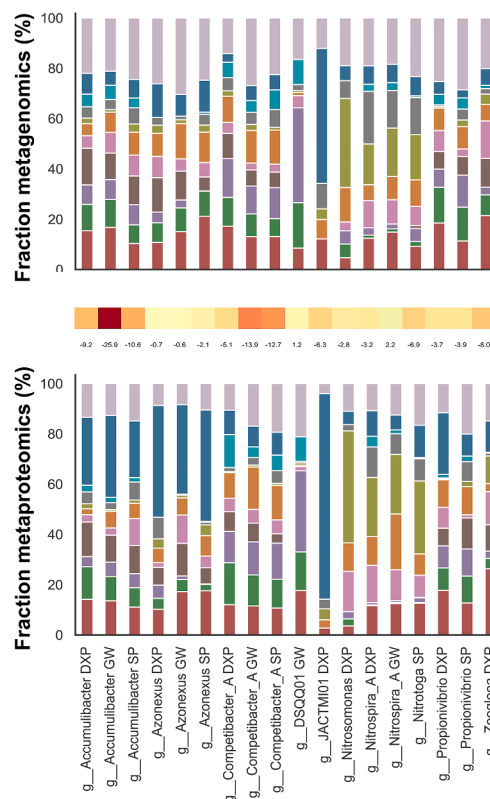 Fraction metagenomics (%)
100
80
60
40
20
0
-9.2 -25.9 -10.6 -0.7 -0.6 -2.1 -5.1 -13.9 -12.7 1.2 -6.3 -2.8 -3.2 2.2 -6.9 -3.7 -3.9 -8.0
Fraction metaproteomics (%)
100
80
60
40
20
0
g__Accumulibacter DXP
g__Accumulibacter GW
g__Accumulibacter SP
g__Azonexus DXP
g__Azonexus GW
g__Azonexus SP
g__Competibacter_A DXP
g__Competibacter_A GW
g__Competibacter_A SP
g__DSQQ01 GW
g__JACTMI01 DXP
g__Nitrosomonas DXP
g__Nitrospira_A DXP
g__Nitrospira_A GW
g__Nitrotoga SP
g__Propionivibrio DXP
g__Propionivibrio SP